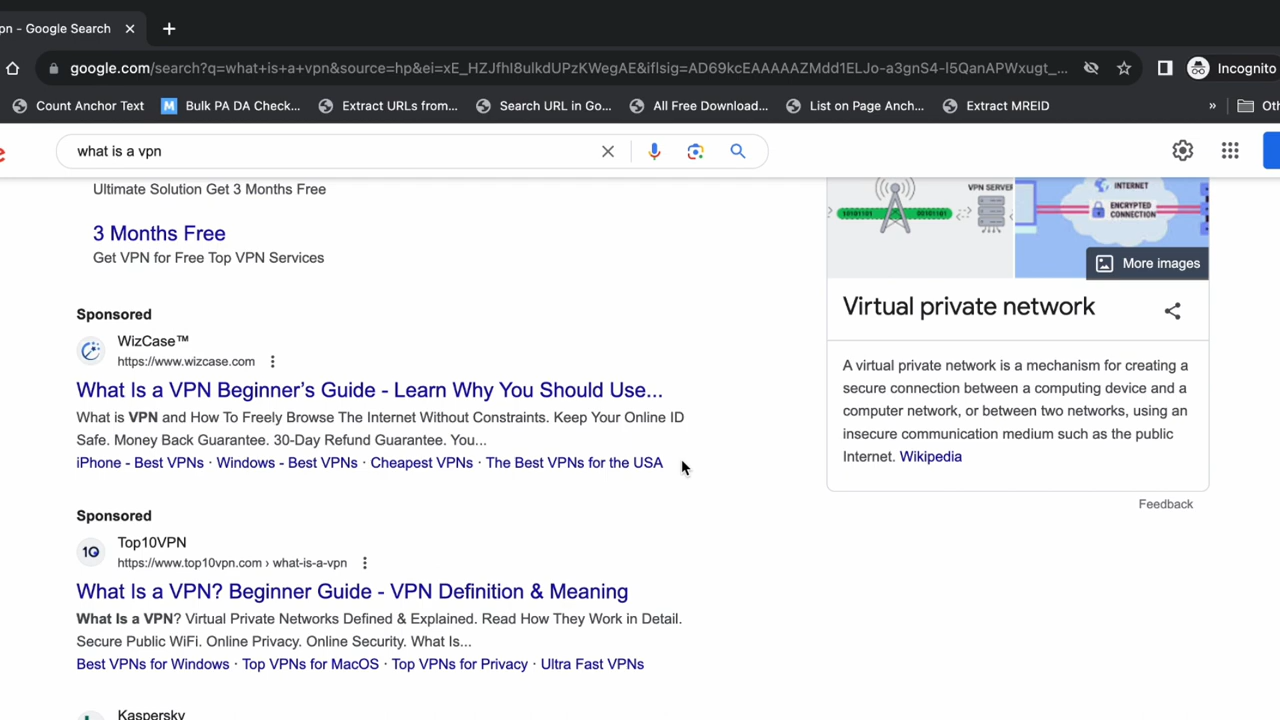 pn - Google Search
google.com/search?q=what+is+a+vpn&source=hp&ei=xE_HZJfhI8ulkdUPzKWegAE&iflsig=AD69kcEAAAAAZMdd1ELJo-a3gnS4-l5QanAPWxugt_...
Incognito
Count Anchor Text
Bulk PA DA Check...
Extract URLs from...
Search URL in Go...
All Free Download...
List on Page Anch...
Extract MREID
»
Oth
e
what is a vpn
Ultimate Solution Get 3 Months Free
3 Months Free
Get VPN for Free Top VPN Services
Sponsored
WizCase™
https://www.wizcase.com
What Is a VPN Beginner's Guide - Learn Why You Should Use...
What is VPN and How To Freely Browse The Internet Without Constraints. Keep Your Online ID
Safe. Money Back Guarantee. 30-Day Refund Guarantee. You...
iPhone - Best VPNs · Windows - Best VPNs · Cheapest VPNs · The Best VPNs for the USA
Sponsored
1O
Top10VPN
https://www.top10vpn.com › what-is-a-vpn
What Is a VPN? Beginner Guide - VPN Definition & Meaning
What Is a VPN? Virtual Private Networks Defined & Explained. Read How They Work in Detail.
Secure Public WiFi. Online Privacy. Online Security. What Is...
Best VPNs for Windows · Top VPNs for MacOS · Top VPNs for Privacy · Ultra Fast VPNs
Kaspersky
VPN SERVER
10101101
00101101
INTERNET
ENCRYPTED
CONNECTION
More images
Virtual private network
A virtual private network is a mechanism for creating a
secure connection between a computing device and a
computer network, or between two networks, using an
insecure communication medium such as the public
Internet. Wikipedia
Feedback